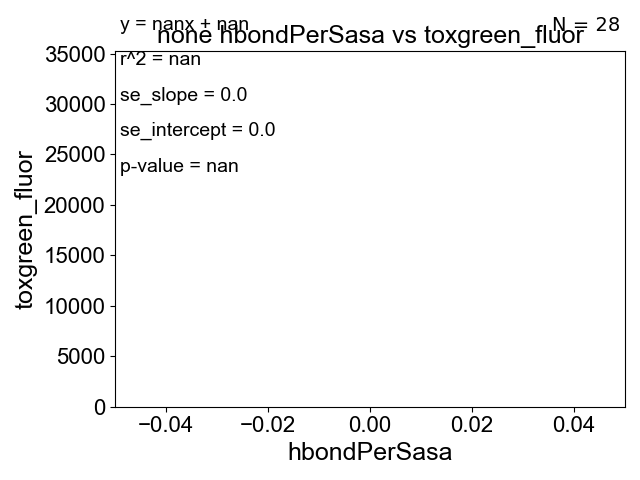 y = nanx + nan
N = 28
none hbondPerSasa vs toxgreen_fluor
r^2 = nan
se_slope = 0.0
se_intercept = 0.0
p-value = nan
35000
30000
25000
20000
15000
10000
5000
0
toxgreen_fluor
−0.04
−0.02
0.00
0.02
0.04
hbondPerSasa